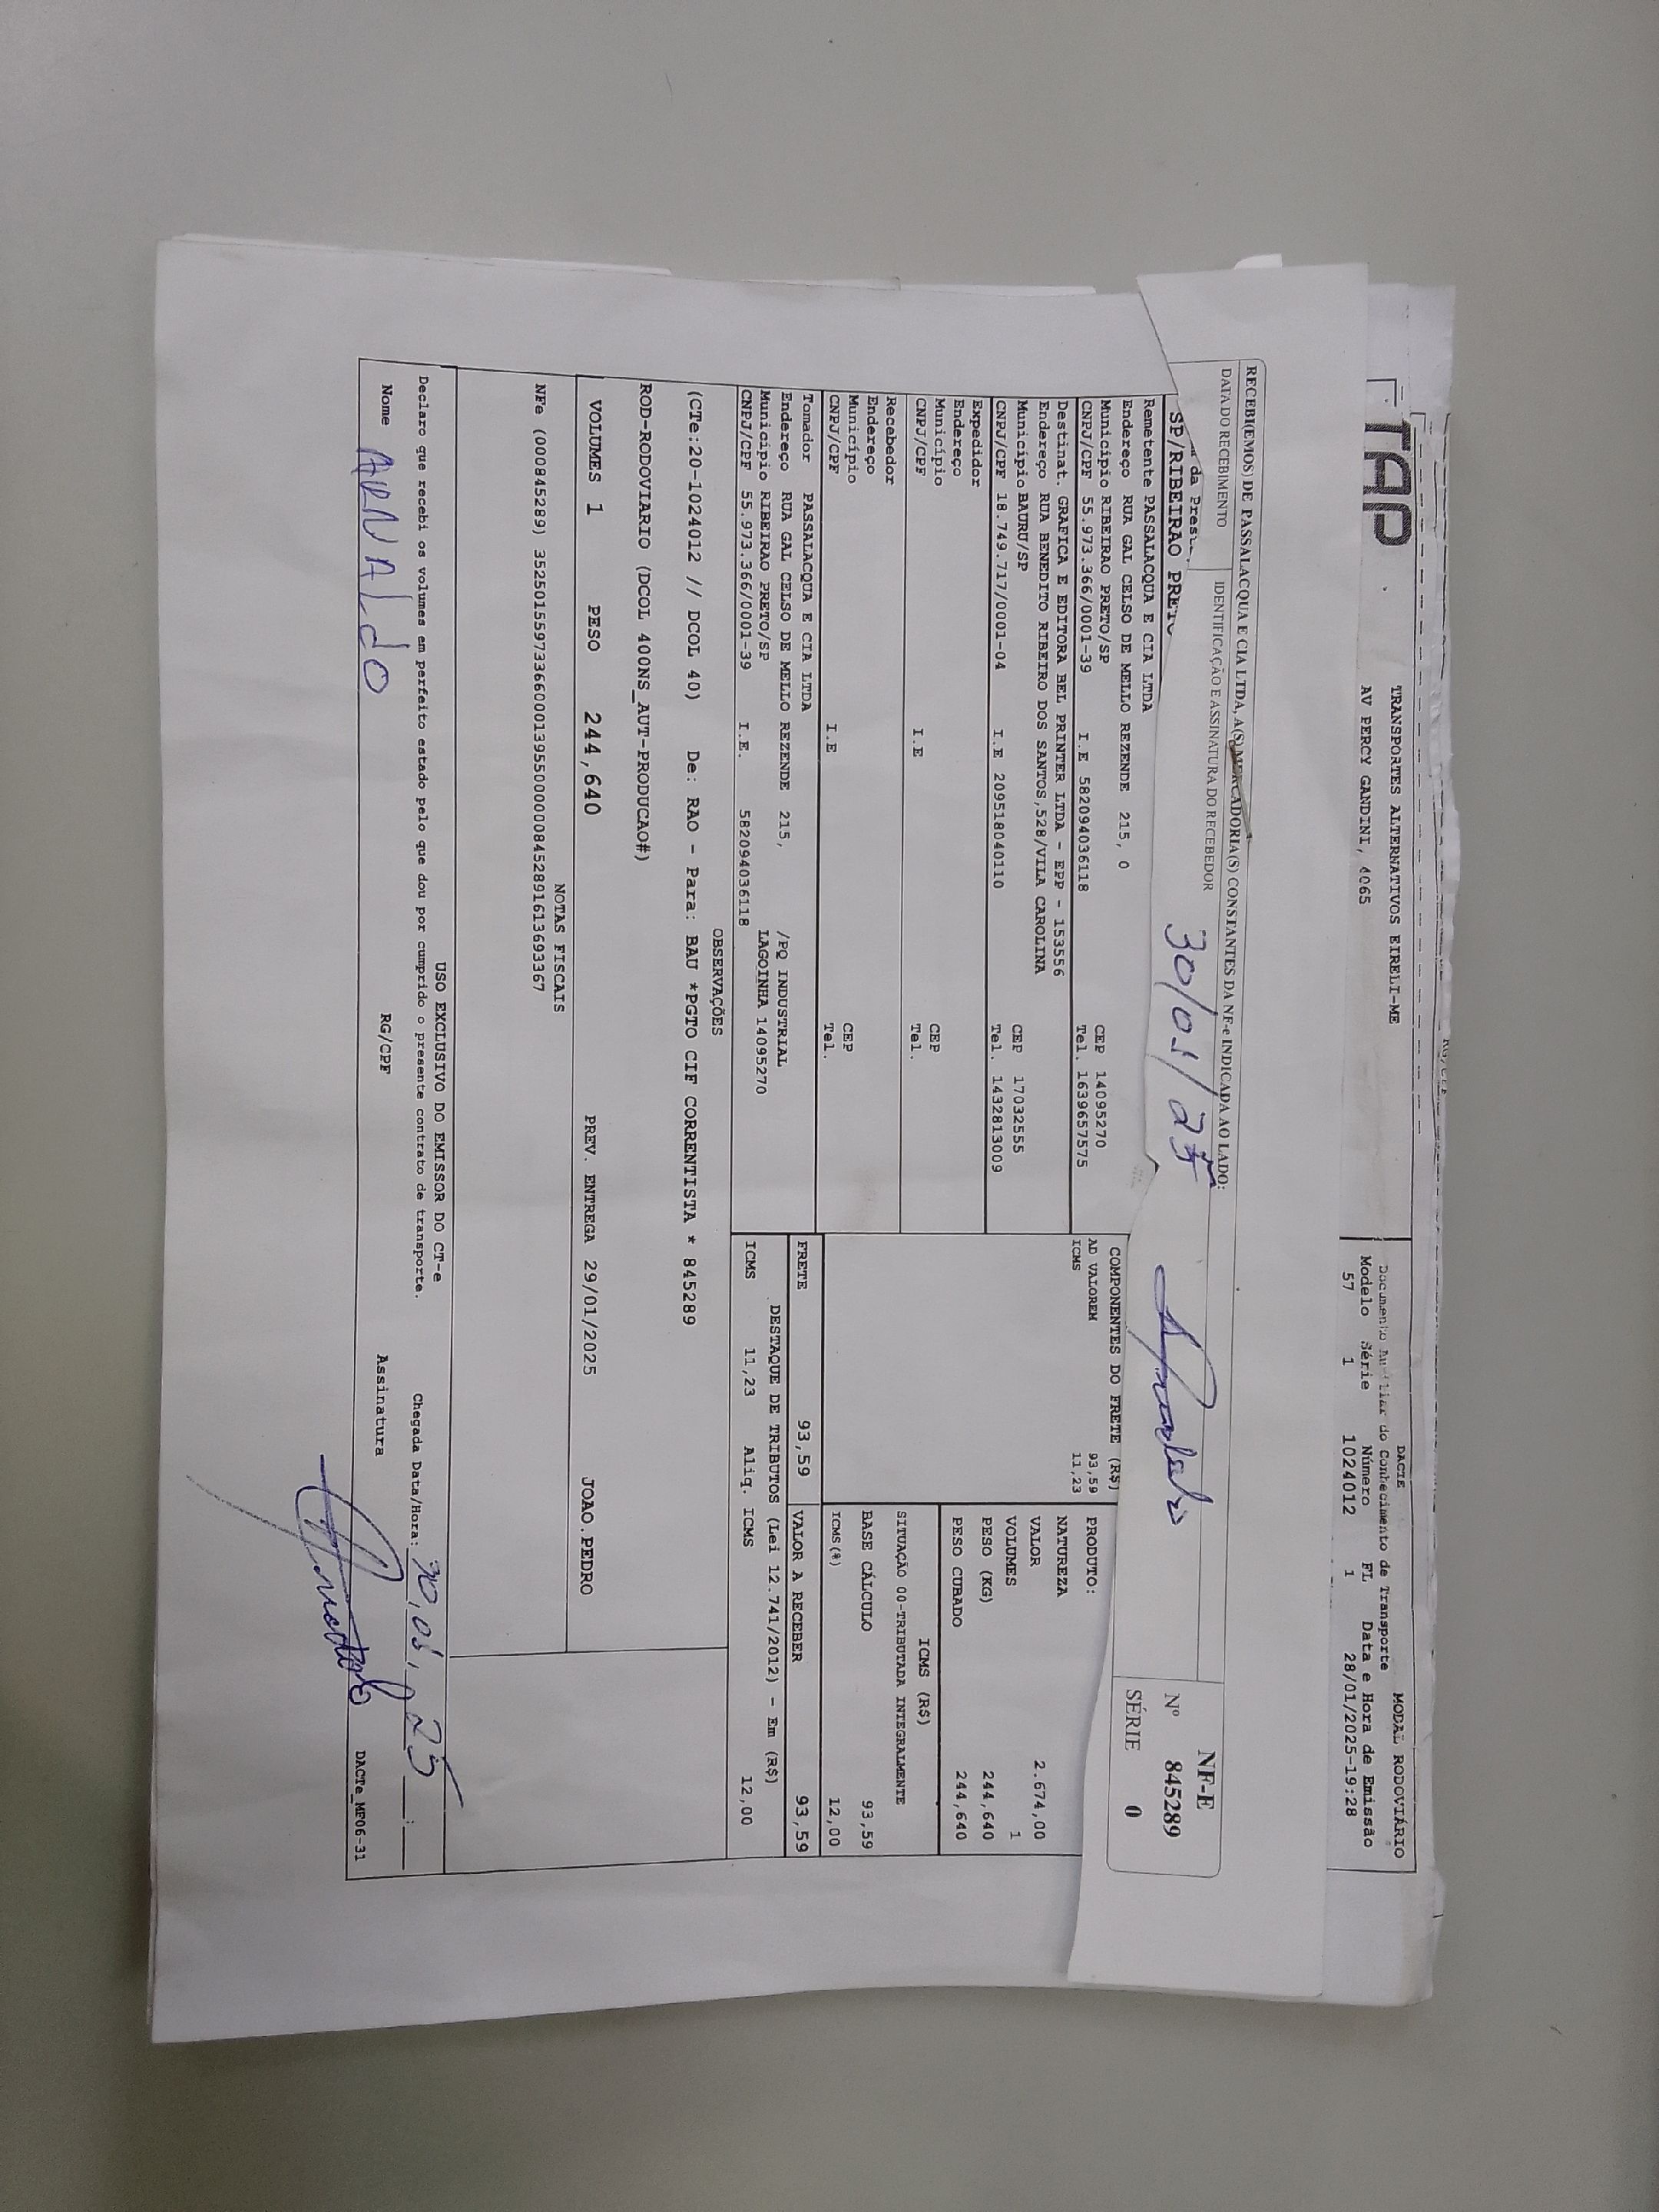 TAP
TRANSPORTES ALTERNATIVOS EIRELI-ME
AV PERCY GANDINI, 4065
DACTE MODAL RODOVIÁRIO
Documento Auxiliar do Conhecimento de Transporte
Modelo Série Número FL Data e Hora de Emissão
57 1 1024012 1 28/01/2025-19:28
RECEBI(EMOS) DE PASSALACQUA E CIA LTDA, A(S) MERCADORIA(S) CONSTANTES DA NF-e INDICADA AO LADO:
DATA DO RECEBIMENTO IDENTIFICAÇÃO E ASSINATURA DO RECEBEDOR
30/01/25 Arnaldo
NF-E
Nº 845289
SÉRIE 0
da Prest
SP/RIBEIRAO PRETO
Remetente PASSALACQUA E CIA LTDA
Endereço RUA GAL CELSO DE MELLO REZENDE 215, 0
Município RIBEIRAO PRETO/SP CEP 14095270
CNPJ/CPF 55.973.366/0001-39 I.E 582094036118 Tel. 1639657575
Destinat. GRAFICA E EDITORA BEL PRINTER LTDA - EPP - 153556
Endereço RUA BENEDITO RIBEIRO DOS SANTOS,528/VILA CAROLINA
Município BAURU/SP CEP 17032555
CNPJ/CPF 18.749.717/0001-04 I.E 209518040110 Tel. 1432813009
Expedidor
Endereço
Município CEP
CNPJ/CPF I.E Tel.
Recebedor
Endereço
Município CEP
CNPJ/CPF I.E Tel.
Tomador PASSALACQUA E CIA LTDA
Endereço RUA GAL CELSO DE MELLO REZENDE 215, /PQ INDUSTRIAL
Município RIBEIRAO PRETO/SP LAGOINHA 14095270
CNPJ/CPF 55.973.366/0001-39 I.E. 582094036118
COMPONENTES DO FRETE (R$)
AD VALOREM 93,59
ICMS 11,23
PRODUTO:
NATUREZA
VALOR 2.674,00
VOLUMES 1
PESO (KG) 244,640
PESO CUBADO 244,640
ICMS (R$)
SITUAÇÃO 00-TRIBUTADA INTEGRALMENTE
BASE CÁLCULO 93,59
ICMS(%) 12,00
FRETE 93,59 VALOR A RECEBER 93,59
DESTAQUE DE TRIBUTOS (Lei 12.741/2012) - Em (R$)
ICMS 11,23 Aliq. ICMS 12,00
OBSERVAÇÕES
(CTe:20-1024012 // DCOL 40) De: RAO - Para: BAU *PGTO CIF CORRENTISTA * 845289
ROD-RODOVIARIO (DCOL 400NS_AUT-PRODUCAO#)
VOLUMES 1 PESO 244,640 PREV. ENTREGA 29/01/2025 JOAO.PEDRO
NOTAS FISCAIS
NFe (000845289) 35250155973366000139550000008452891613693367
USO EXCLUSIVO DO EMISSOR DO CT-e
Declaro que recebi os volumes em perfeito estado pelo que dou por cumprido o presente contrato de transporte. Chegada Data/Hora: 30,01,25
Nome ARNALdO RG/CPF Assinatura Arnaldo
DACTe_MP06-31